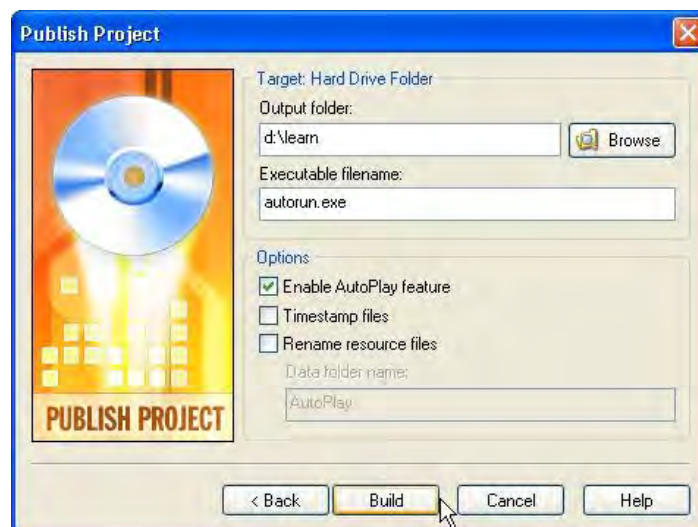 Publish Project
Target: Hard Drive Folder
Output folder:
d:\learn
Browse
Executable filename:
autorun.exe
Options
Enable AutoPlay feature
Timestamp files
Rename resource files
Data folder name:
AutoPlay
PUBLISH PROJECT
< Back Build Cancel Help